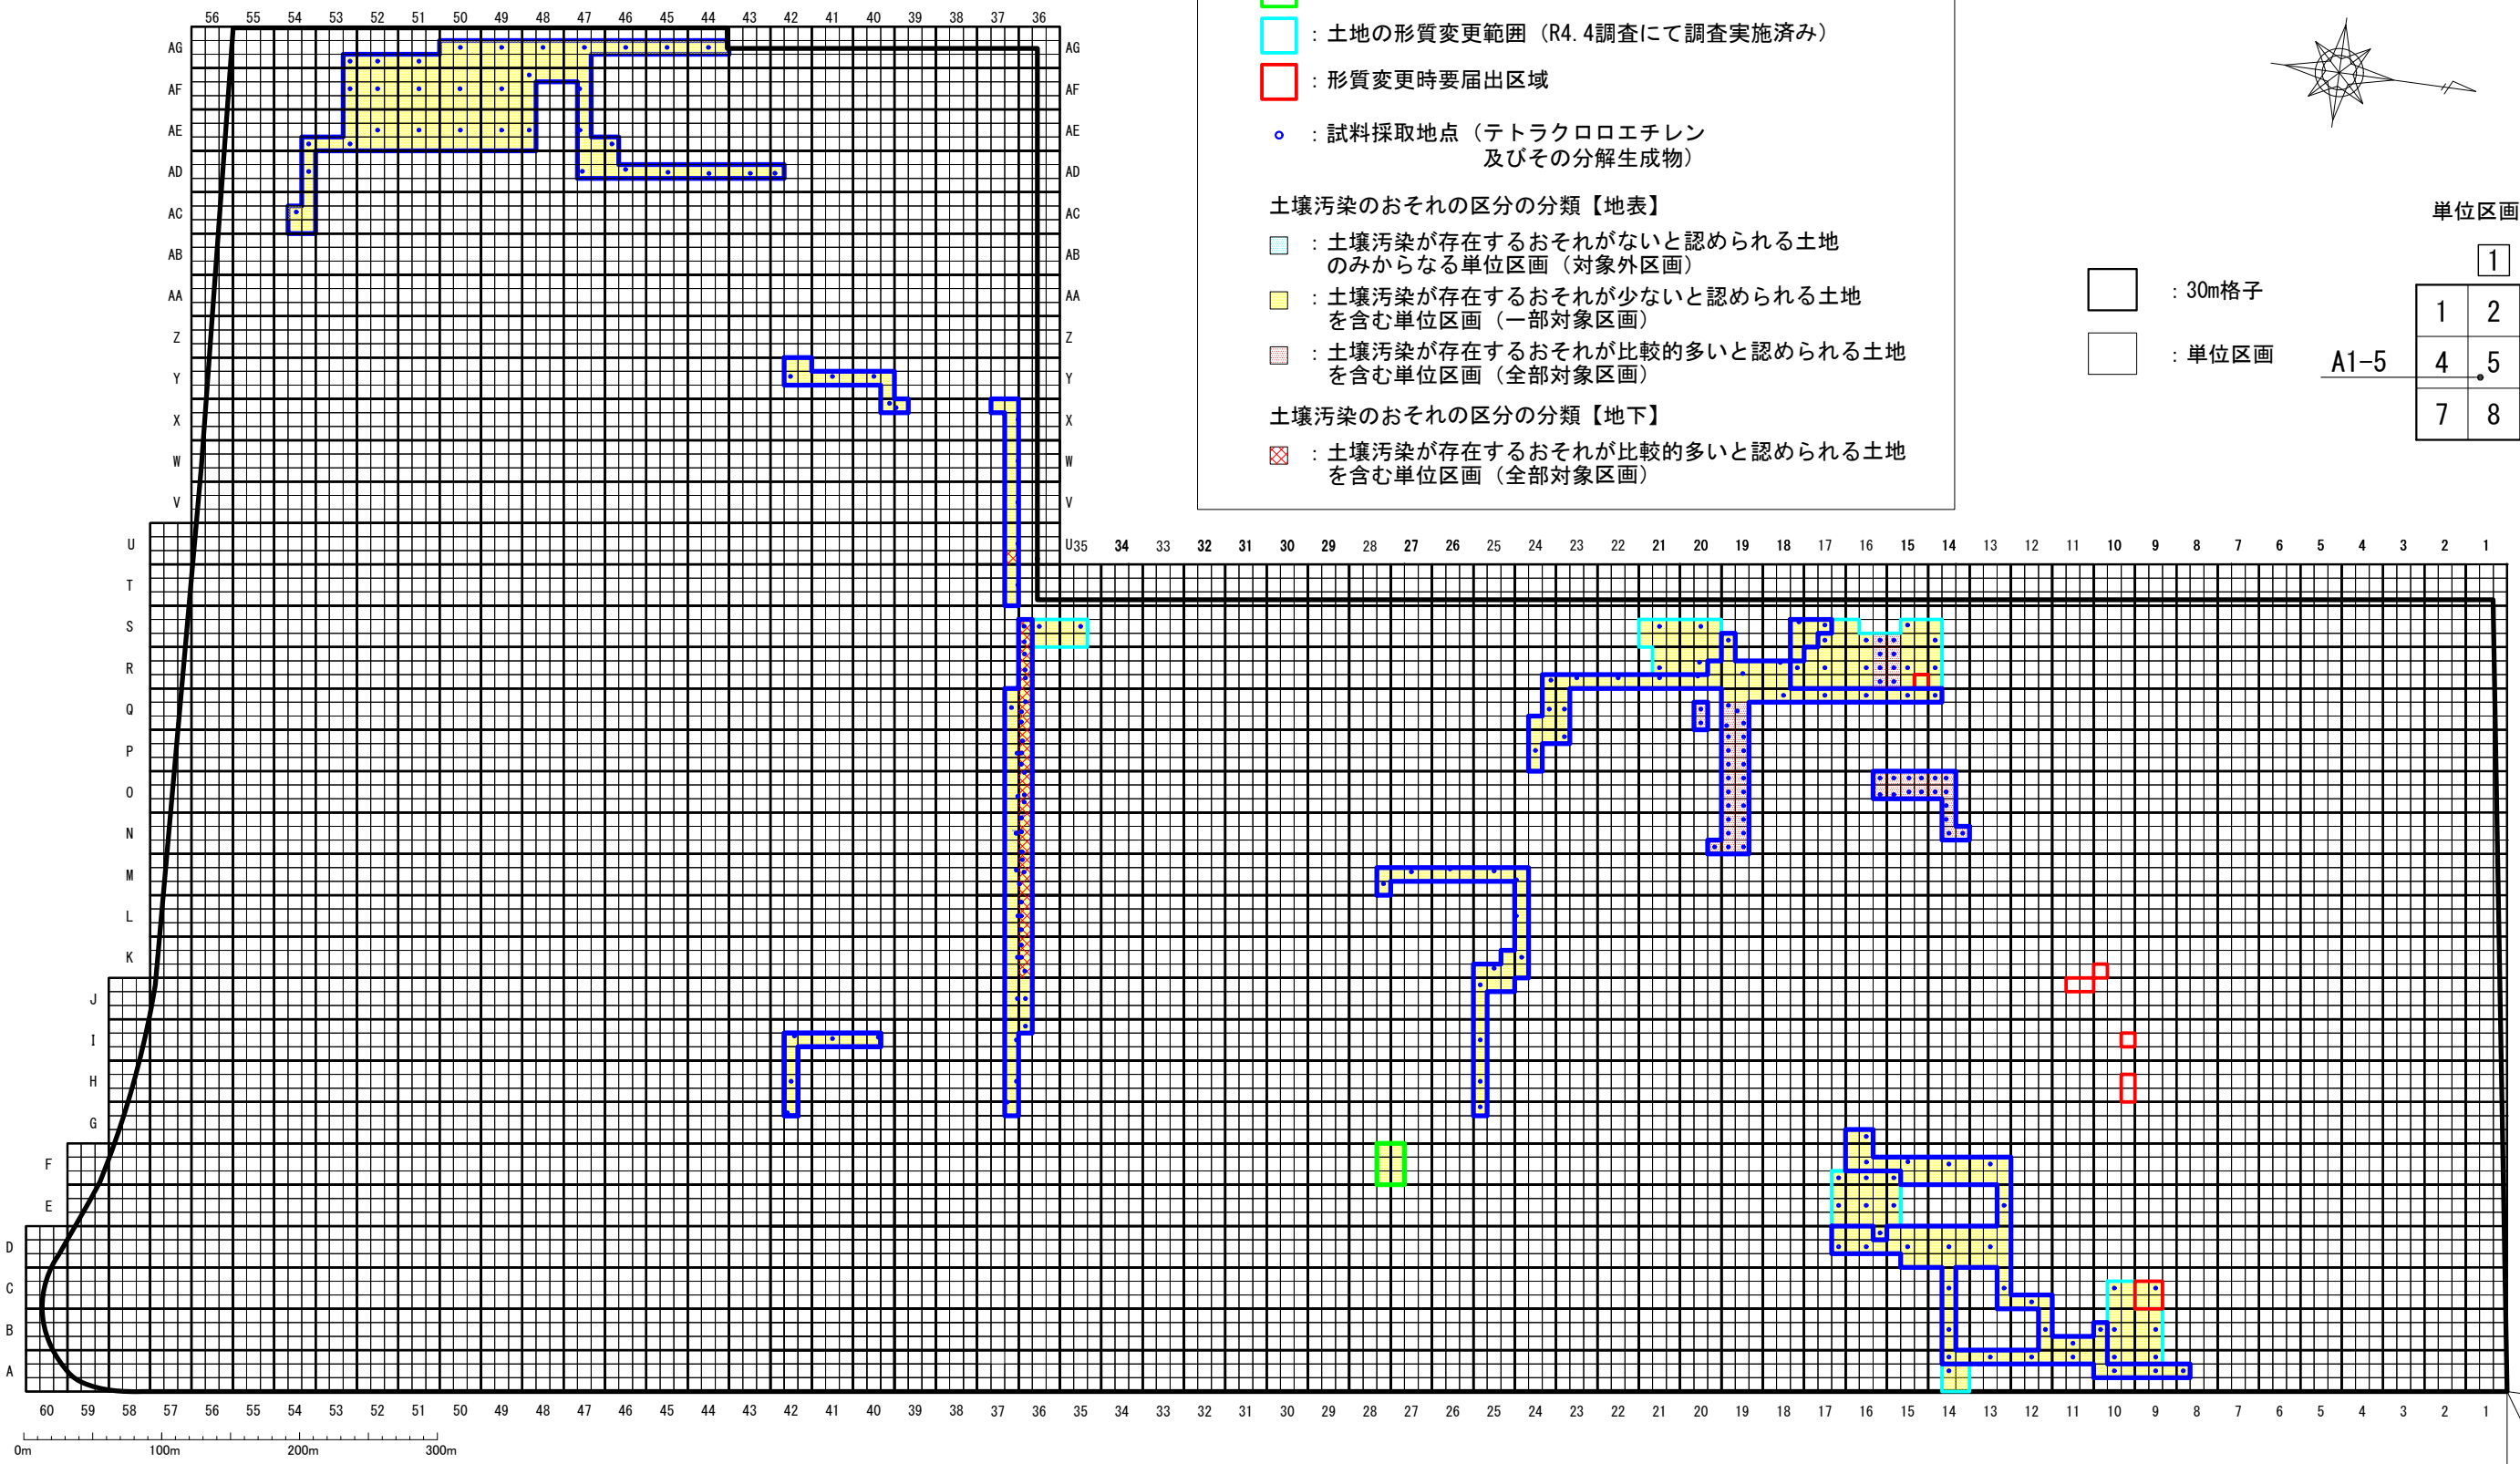 56 55 54 53 52 51 50 49 48 47 46 45 44 43 42 41 40 39 38 37 36
：土地の形質変更範囲（R4.4調査にて調査実施済み）
：形質変更時要届出区域
：試料採取地点（テトラクロロエチレン
及びその分解生成物）
土壌汚染のおそれの区分の分類【地表】
：土壌汚染が存在するおそれがないと認められる土地
のみからなる単位区画（対象外区画）
：土壌汚染が存在するおそれが少ないと認められる土地
を含む単位区画（一部対象区画）
：土壌汚染が存在するおそれが比較的多いと認められる土地
を含む単位区画（全部対象区画）
土壌汚染のおそれの区分の分類【地下】
：土壌汚染が存在するおそれが比較的多いと認められる土地
を含む単位区画（全部対象区画）
：30m格子
：単位区画
単位区画
1
1 2
A1-5 4 5
7 8
AG AG
AF AF
AE AE
AD AD
AC AC
AB AB
AA AA
Z Z
Y Y
X X
W W
V V
U U 35 34 33 32 31 30 29 28 27 26 25 24 23 22 21 20 19 18 17 16 15 14 13 12 11 10 9 8 7 6 5 4 3 2 1
T
S
R
Q
P
O
N
M
L
K
J
I
H
G
F
E
D
C
B
A
60 59 58 57 56 55 54 53 52 51 50 49 48 47 46 45 44 43 42 41 40 39 38 37 36 35 34 33 32 31 30 29 28 27 26 25 24 23 22 21 20 19 18 17 16 15 14 13 12 11 10 9 8 7 6 5 4 3 2 1
0m 100m 200m 300m